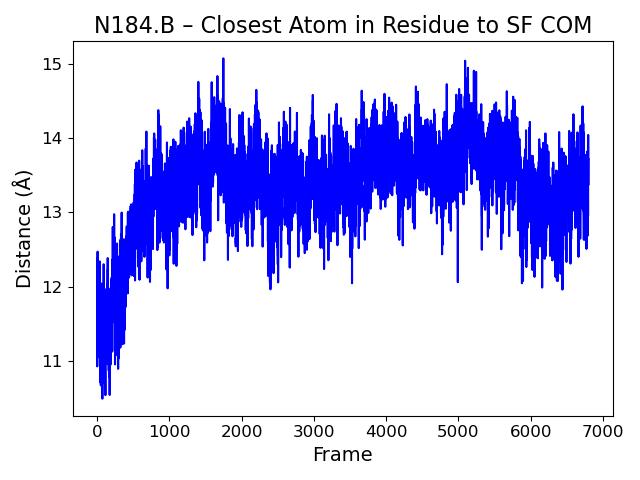 N184.B – Closest Atom in Residue to SF COM
15
14
13
12
11
Distance (Å)
0 1000 2000 3000 4000 5000 6000 7000
Frame